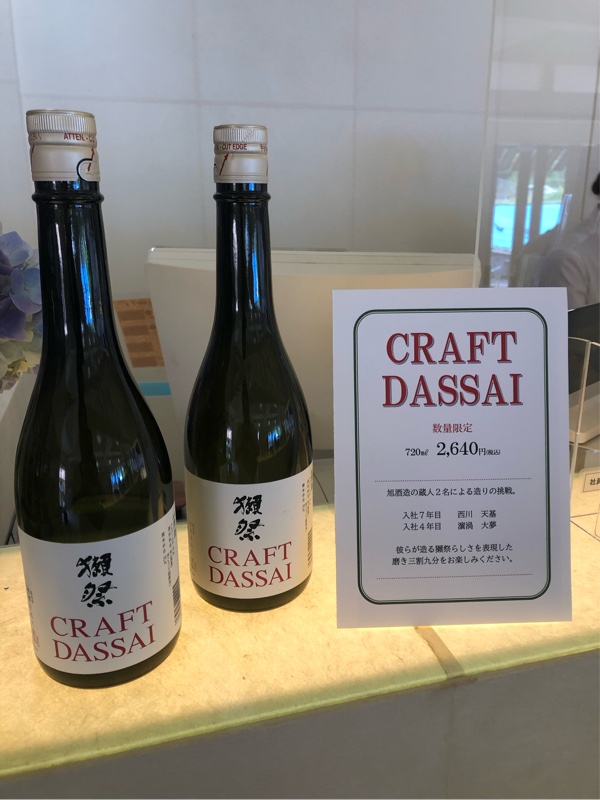 ATTEN
CUT EDGE
獺祭
CRAFT
DASSAI
獺祭
CRAFT
DASSAI
CRAFT
DASSAI
数量限定
720㎖ 2,640円(税込)
旭酒造の蔵人2名による造りの挑戦。
入社7年目 西川 天基
入社4年目 濵渦 大夢
彼らが造る獺祭らしさを表現した
磨き三割九分をお楽しみください。